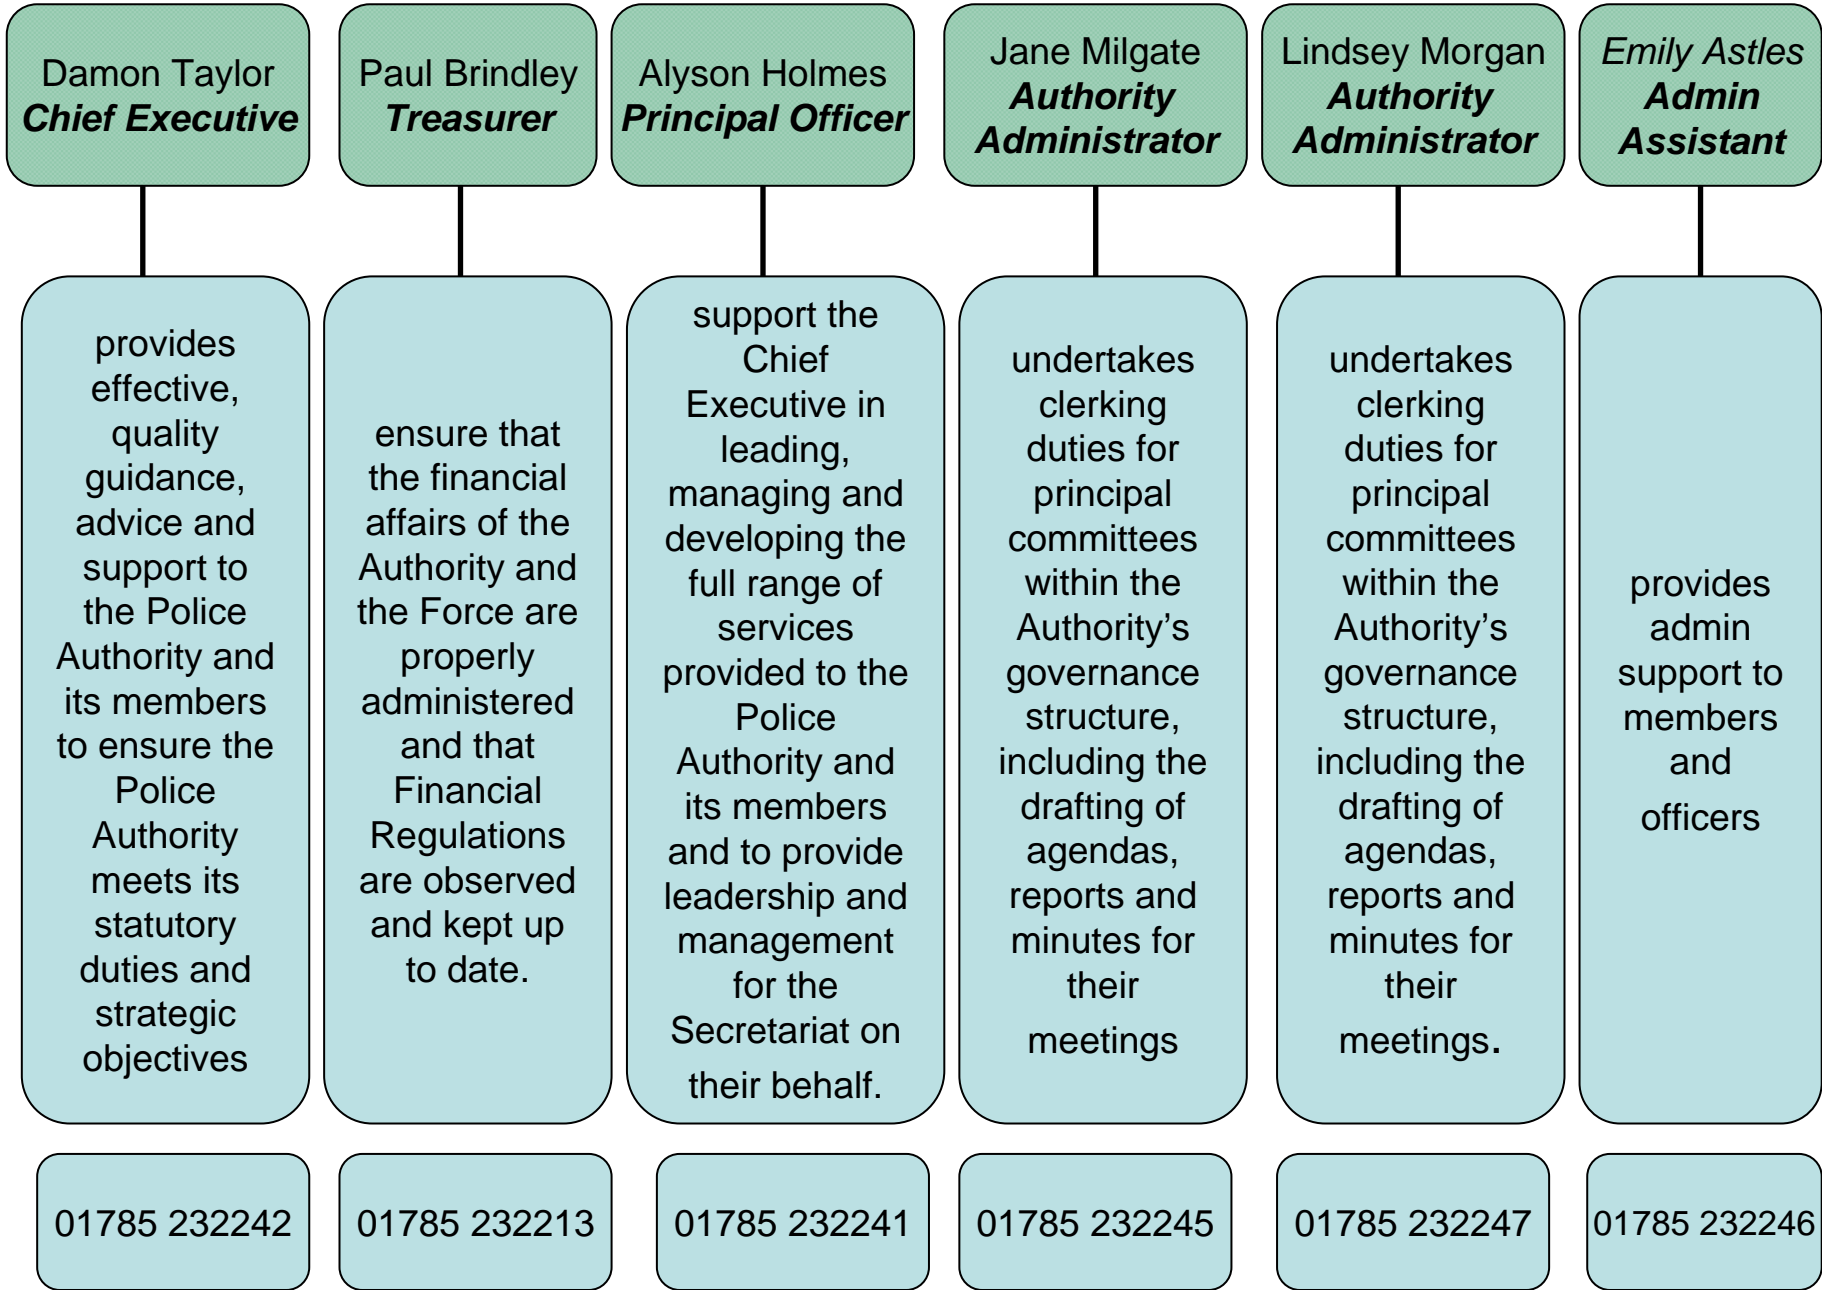 Damon Taylor
Chief Executive
provides
effective,
quality
guidance,
advice and
support to
the Police
Authority and
its members
to ensure the
Police
Authority
meets its
statutory
duties and
strategic
objectives
01785 232242
Paul Brindley
Treasurer
ensure that
the financial
affairs of the
Authority and
the Force are
properly
administered
and that
Financial
Regulations
are observed
and kept up
to date.
01785 232213
Alyson Holmes
Principal Officer
support the
Chief
Executive in
leading,
managing and
developing the
full range of
services
provided to the
Police
Authority and
its members
and to provide
leadership and
management
for the
Secretariat on
their behalf.
01785 232241
Jane Milgate
Authority
Administrator
undertakes
clerking
duties for
principal
committees
within the
Authority’s
governance
structure,
including the
drafting of
agendas,
reports and
minutes for
their
meetings
01785 232245
Lindsey Morgan
Authority
Administrator
undertakes
clerking
duties for
principal
committees
within the
Authority’s
governance
structure,
including the
drafting of
agendas,
reports and
minutes for
their
meetings.
01785 232247
Emily Astles
Admin
Assistant
provides
admin
support to
members
and
officers
01785 232246